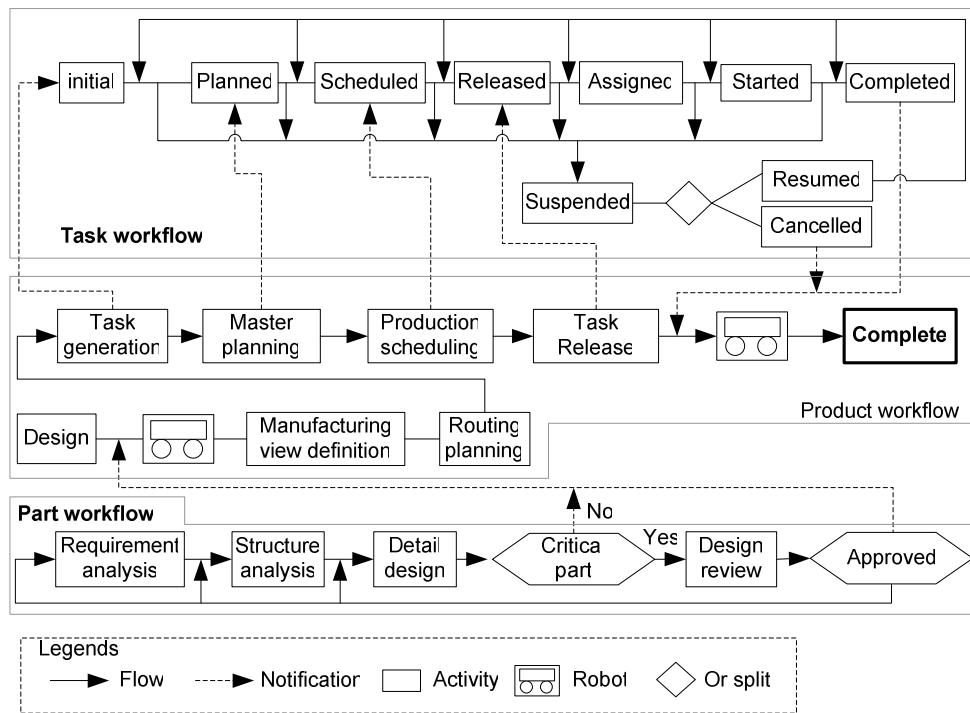 initial
Planned
Scheduled
Released
Assigned
Started
Completed
Suspended
Resumed
Cancelled
Task workflow
Task
generation
Master
planning
Production
scheduling
Task
Release
Complete
Design
Manufacturing
view definition
Routing
planning
Product workflow
Part workflow
No
Requirement
analysis
Structure
analysis
Detail
design
Critica
part
Yes
Design
review
Approved
Legends
Flow
Notification
Activity
Robot
Or split